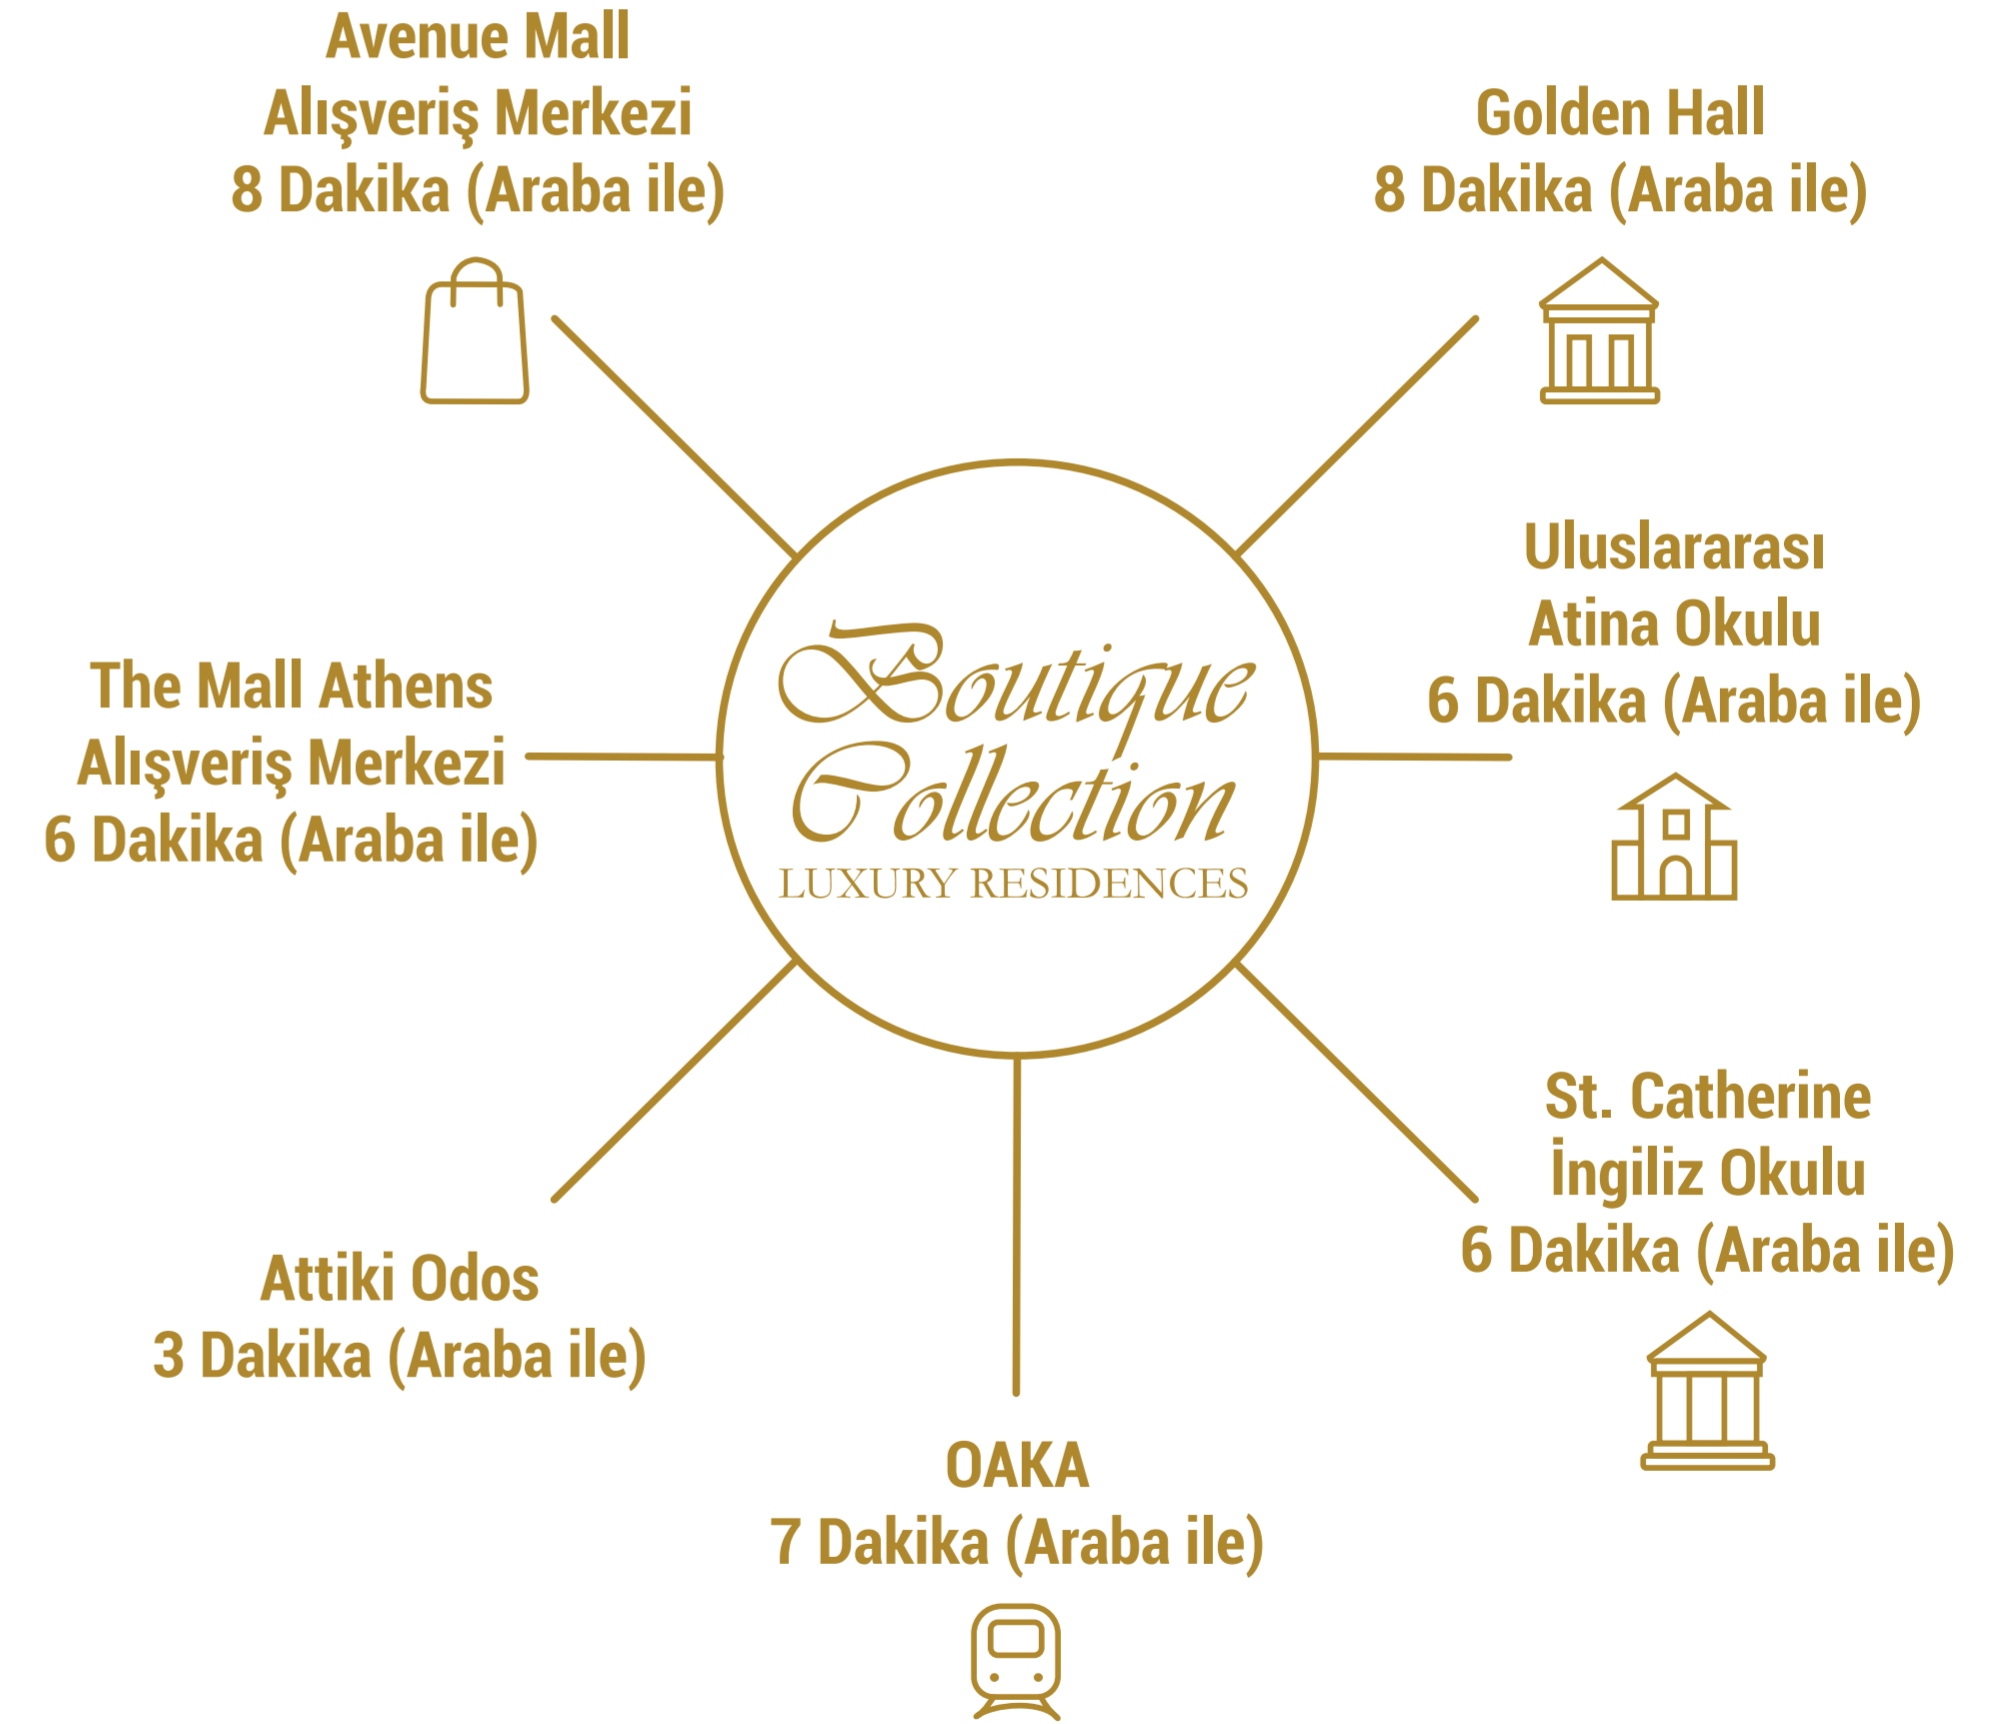 Avenue Mall
Alışveriş Merkezi
8 Dakika (Araba ile)
Golden Hall
8 Dakika (Araba ile)
Uluslararası
Atina Okulu
6 Dakika (Araba ile)
The Mall Athens
Alışveriş Merkezi
6 Dakika (Araba ile)
Boutique
Collection
LUXURY RESIDENCES
St. Catherine
İngiliz Okulu
6 Dakika (Araba ile)
Attiki Odos
3 Dakika (Araba ile)
OAKA
7 Dakika (Araba ile)